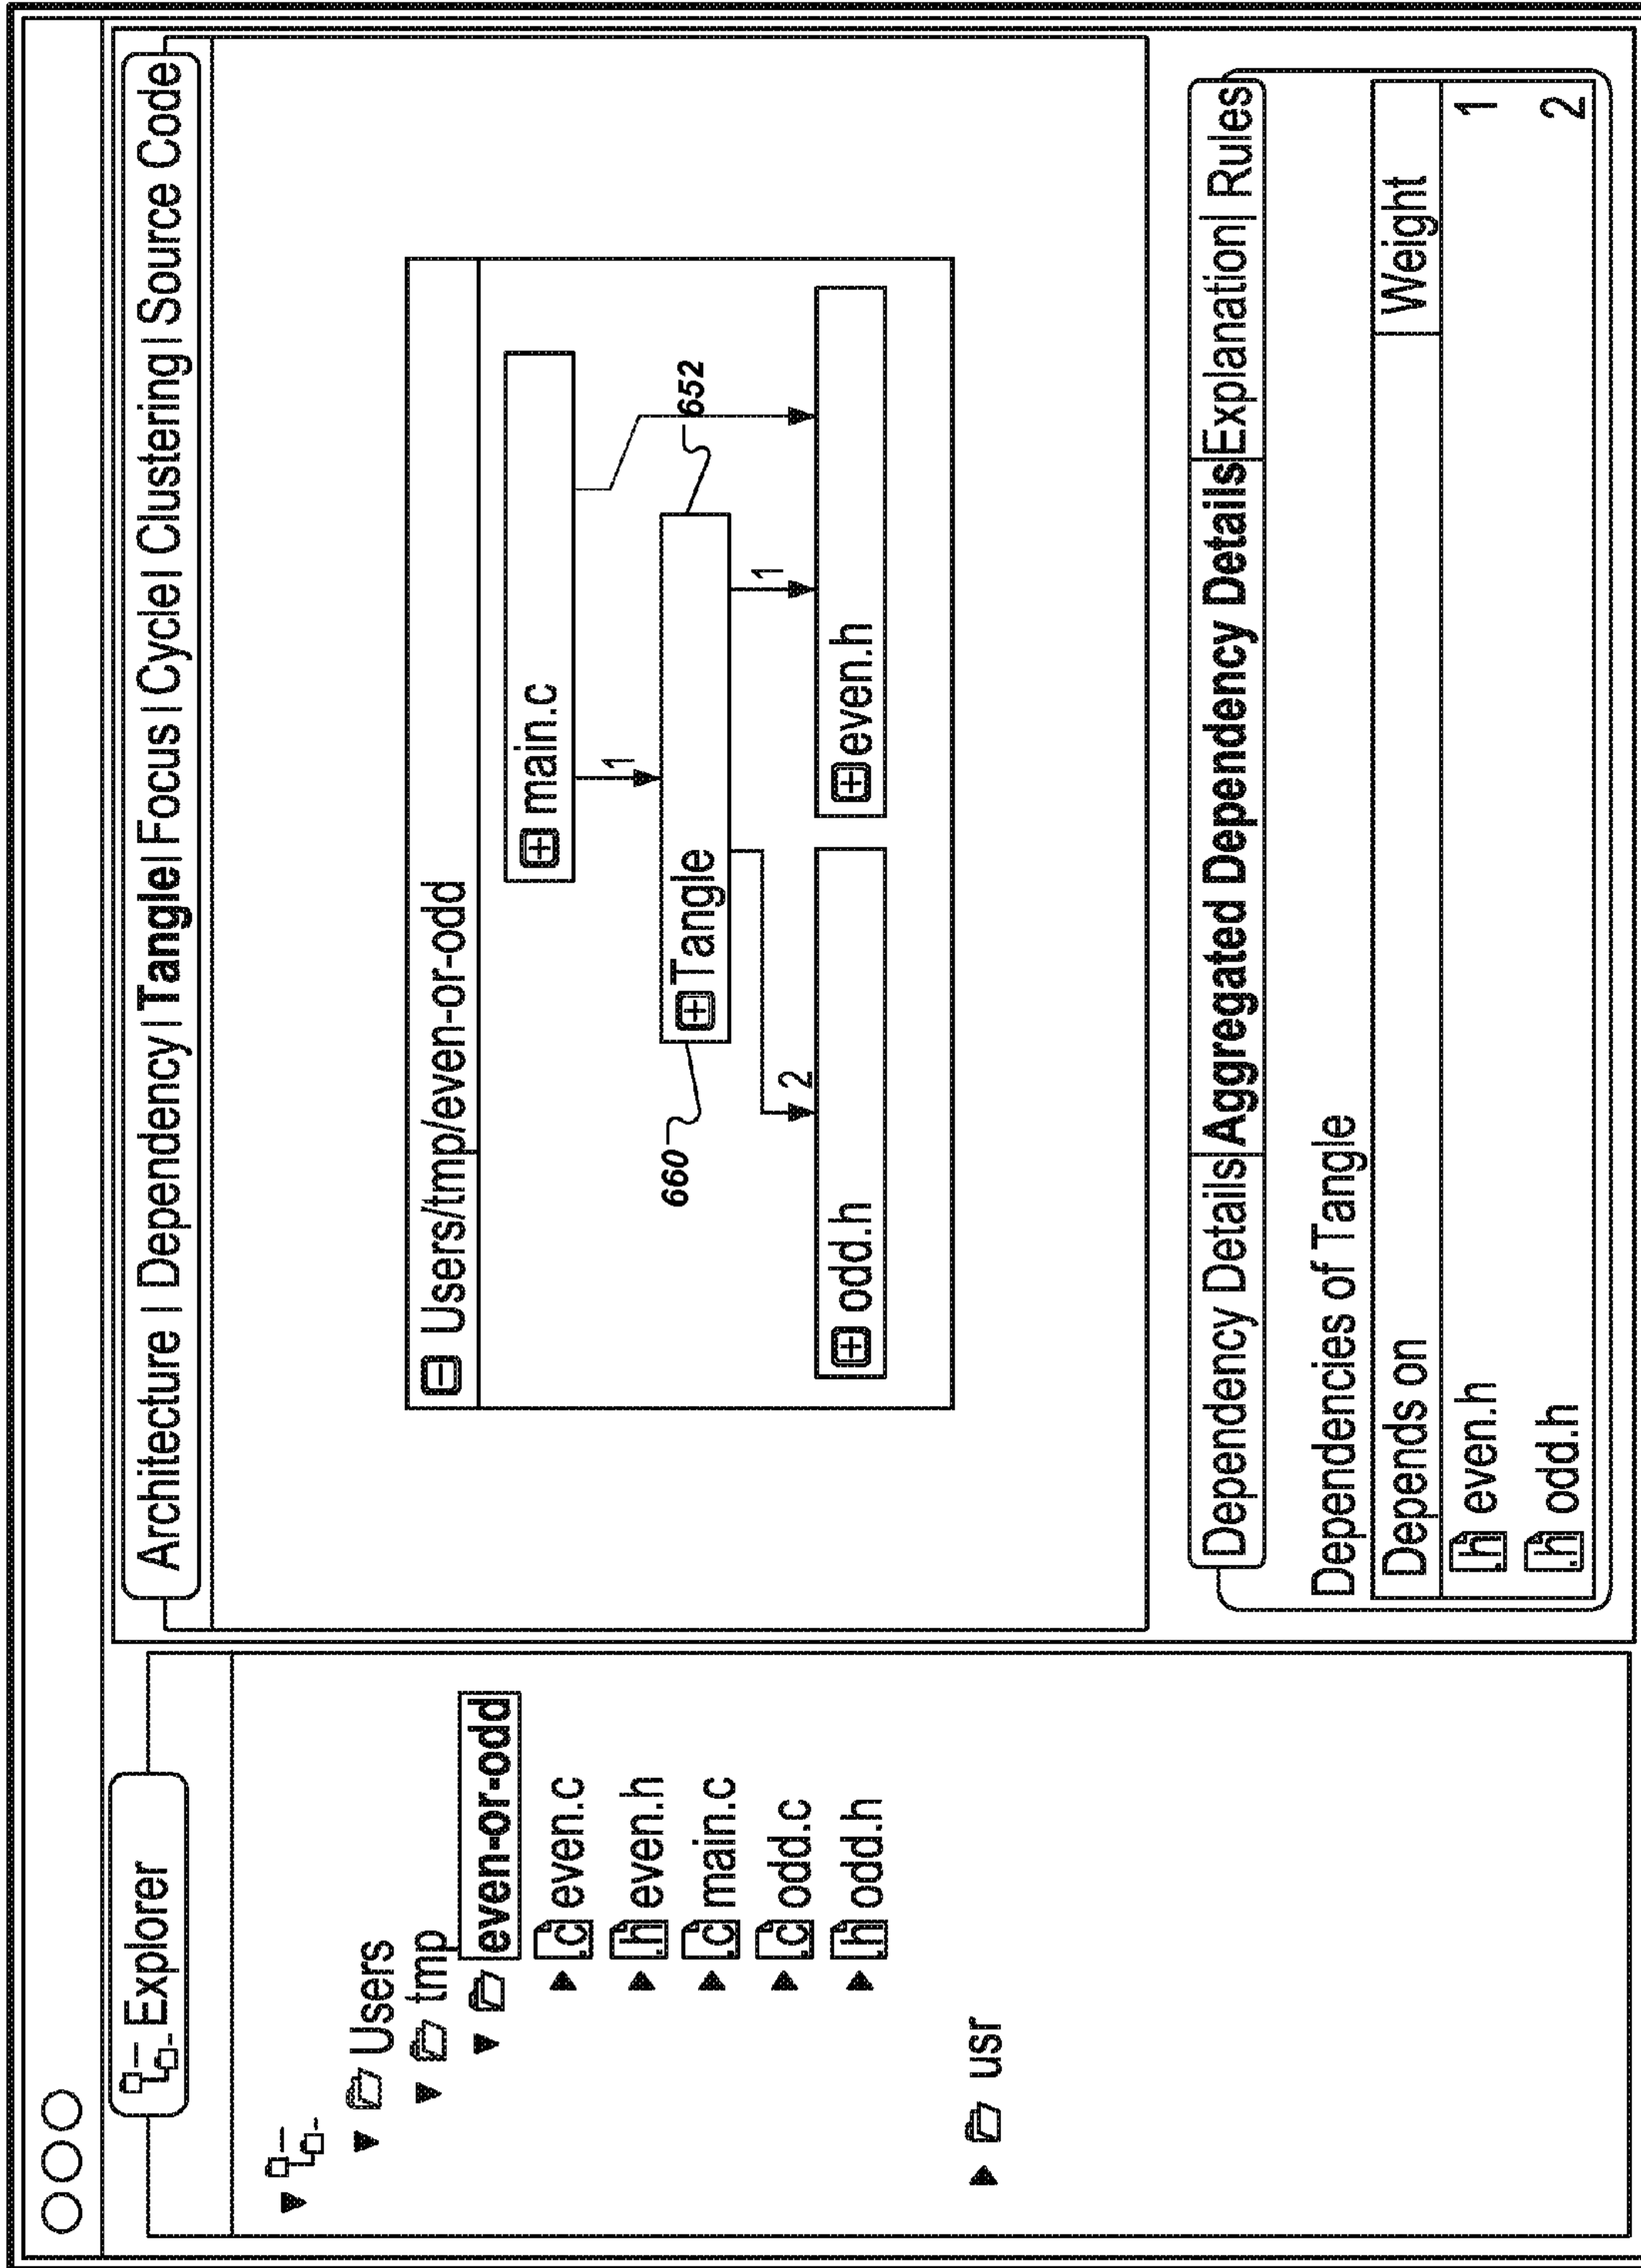 Explorer
Users
tmp
even-or-odd
.c even.c
.h even.h
.c main.c
.c odd.c
.h odd.h
usr
Architecture | Dependency | Tangle | Focus | Cycle | Clustering | Source Code
Users/tmp/even-or-odd
main.c
1
652
Tangle
660
2
1
odd.h
even.h
Dependency Details Aggregated Dependency Details Explanation | Rules
Dependencies of Tangle
Depends on Weight
.h even.h 1
.h odd.h 2